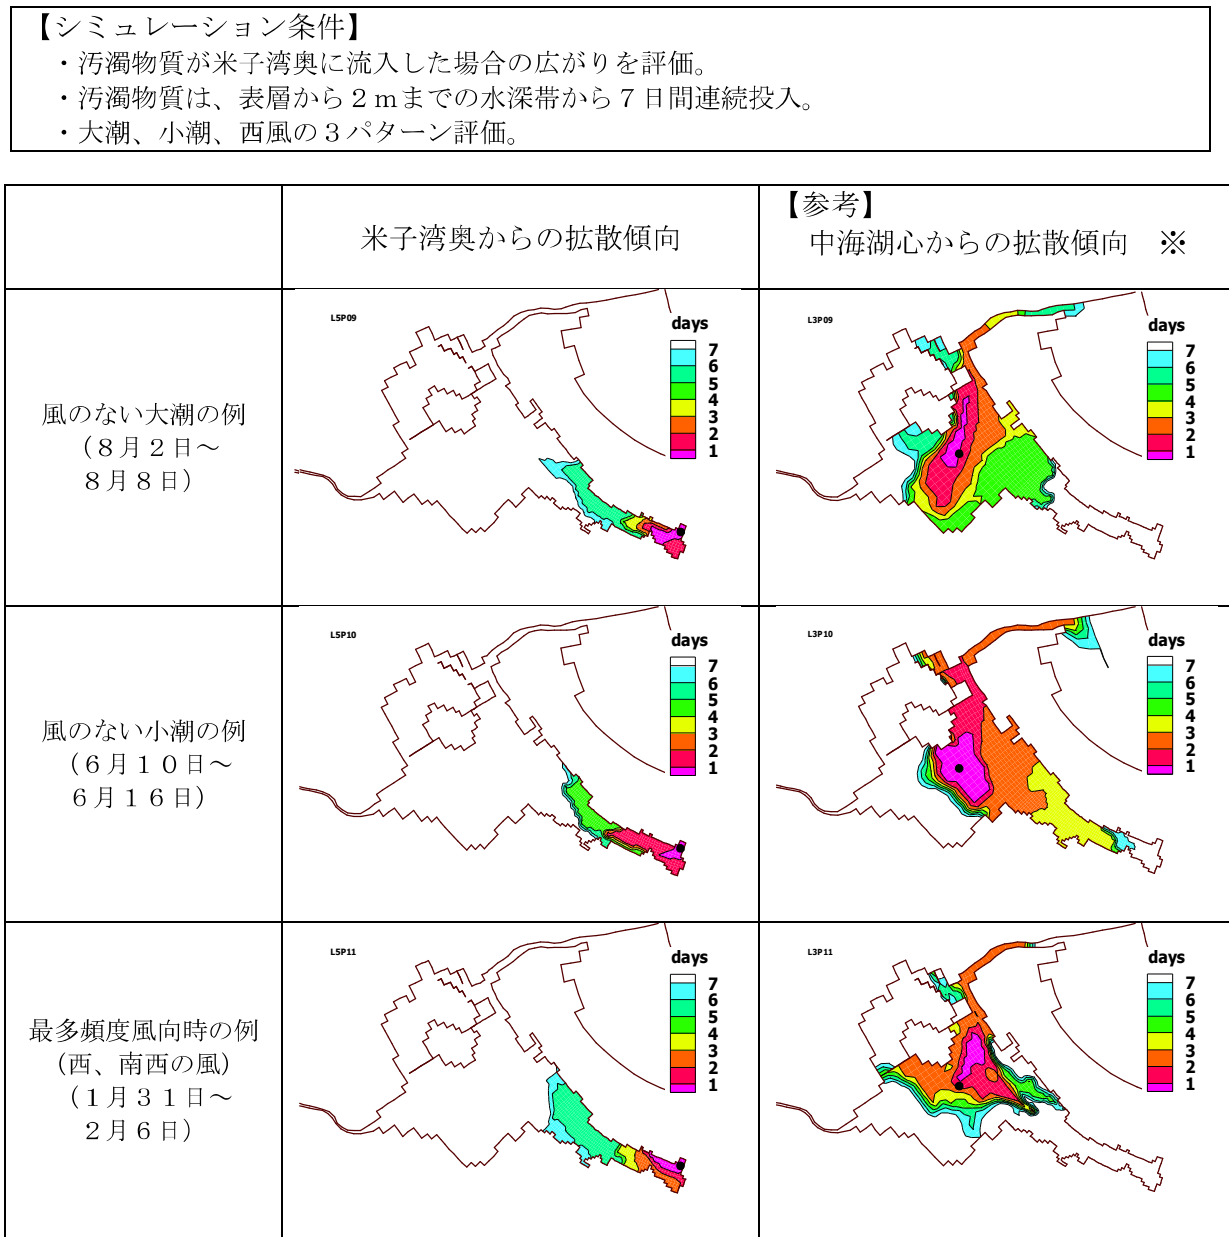 【シミュレーション条件】
・汚濁物質が米子湾奥に流入した場合の広がりを評価。
・汚濁物質は、表層から２ｍまでの水深帯から７日間連続投入。
・大潮、小潮、西風の３パターン評価。
米子湾奥からの拡散傾向
【参考】
中海湖心からの拡散傾向　※
風のない大潮の例
（８月２日～
８月８日）
L5P09
days
7
6
5
4
3
2
1
L3P09
days
7
6
5
4
3
2
1
風のない小潮の例
（６月１０日～
６月１６日）
L5P10
days
7
6
5
4
3
2
1
L3P10
days
7
6
5
4
3
2
1
最多頻度風向時の例
（西、南西の風）
（１月３１日～
２月６日）
L5P11
days
7
6
5
4
3
2
1
L3P11
days
7
6
5
4
3
2
1